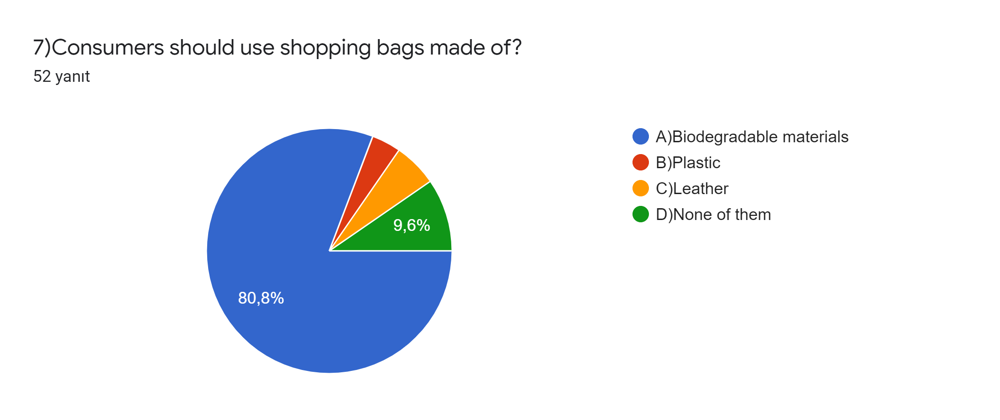 7)Consumers should use shopping bags made of?
52 yanıt
A)Biodegradable materials
B)Plastic
C)Leather
D)None of them
9,6%
80,8%